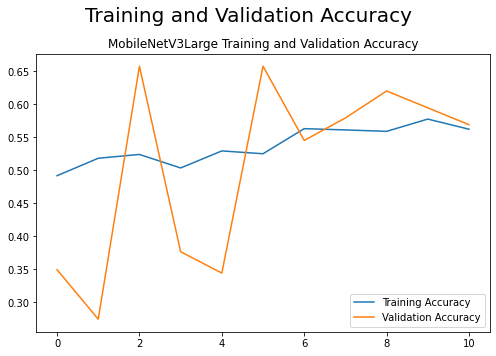 Training and Validation Accuracy
MobileNetV3Large Training and Validation Accuracy
0.65
0.60
0.55
0.50
0.45
0.40
0.35
0.30
0 2 4 6 8 10
Training Accuracy
Validation Accuracy